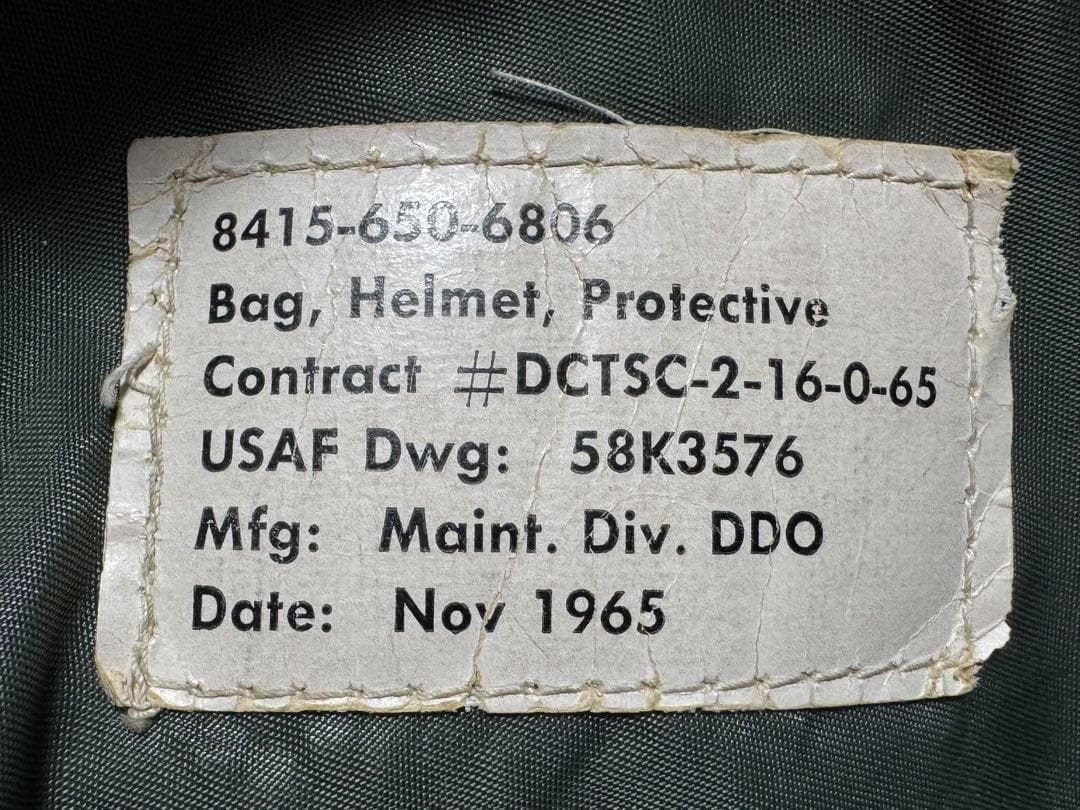 8415-650-6806
Bag, Helmet, Protective
Contract #DCTSC-2-16-0-65
USAF Dwg: 58K3576
Mfg: Maint. Div. DDO
Date: Nov 1965